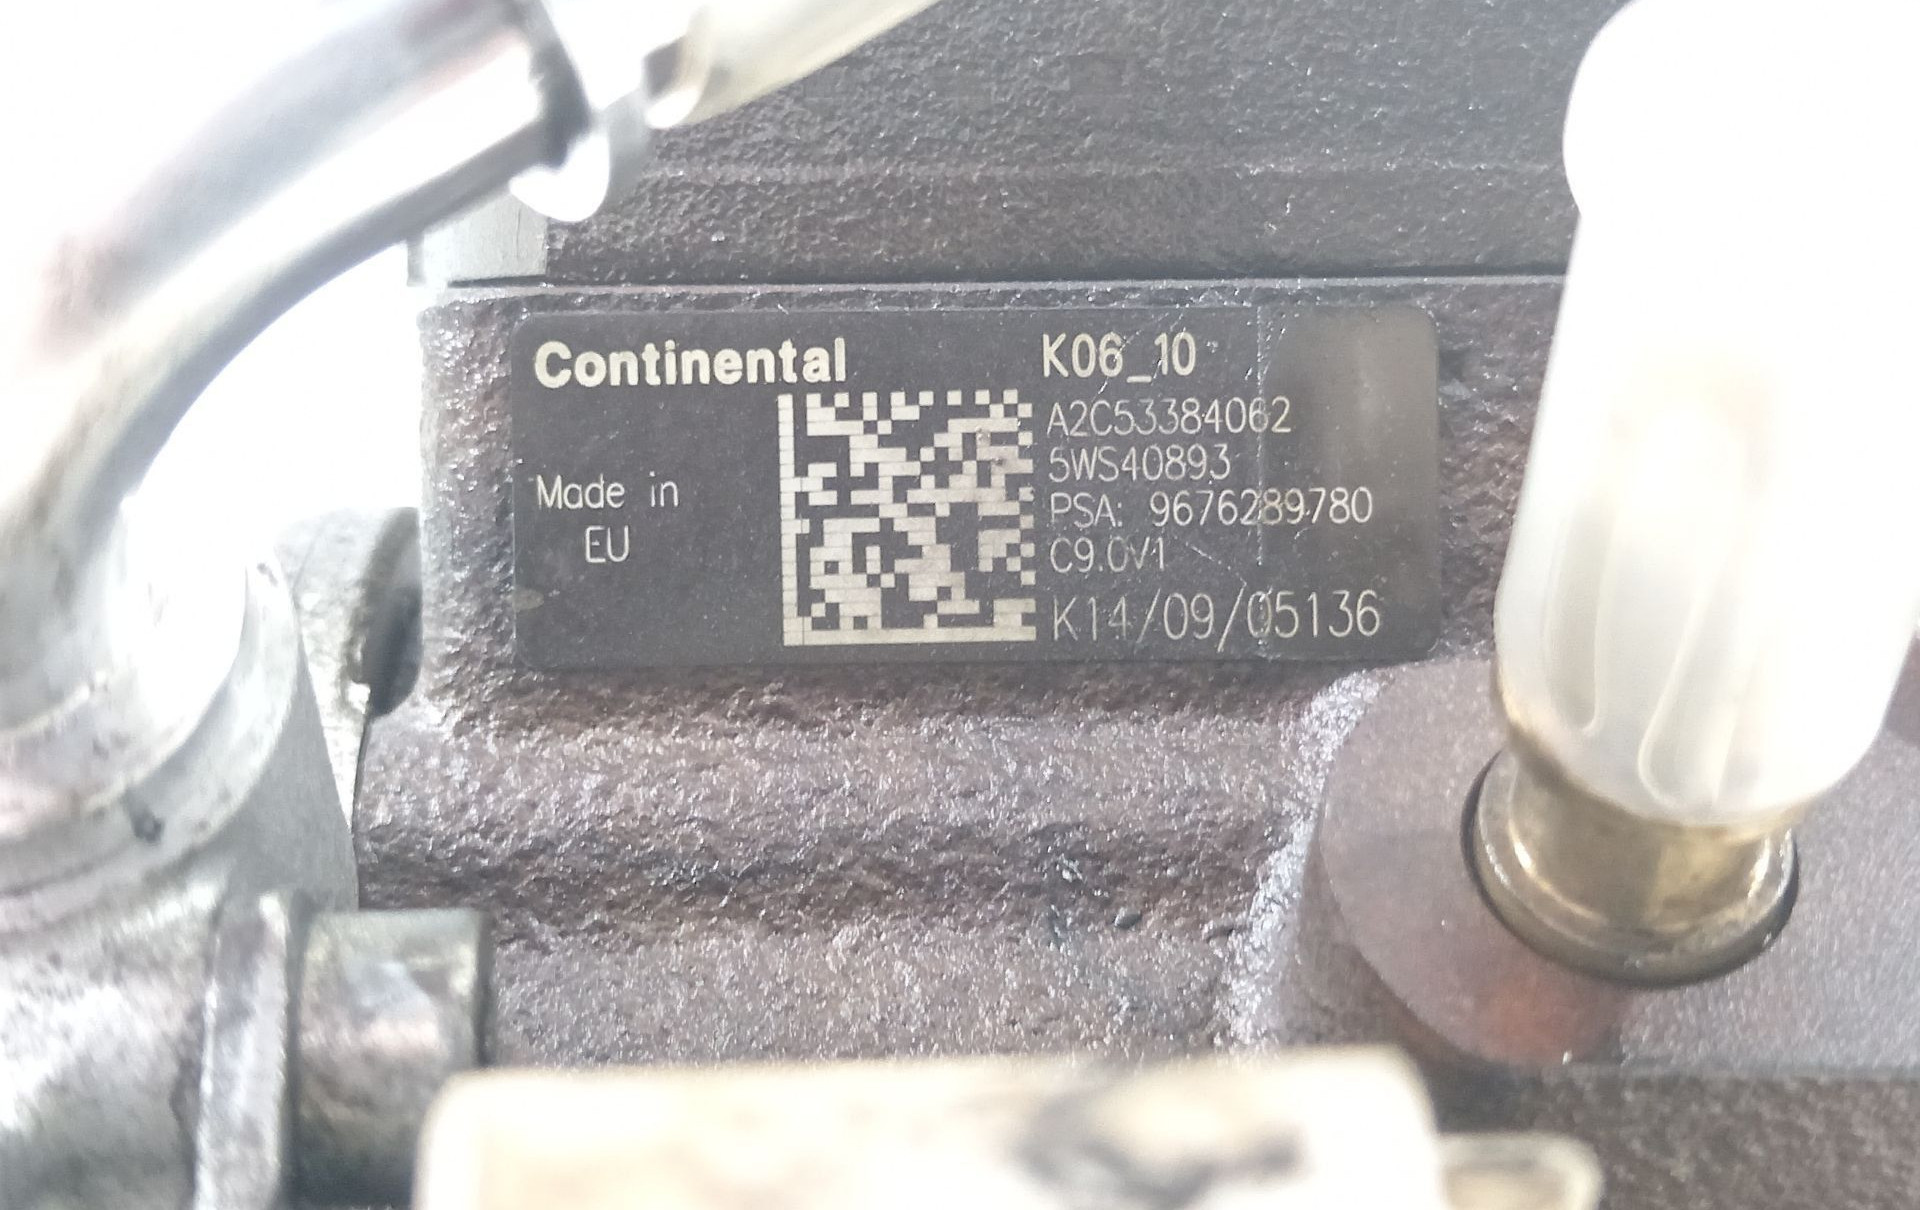 Continental
Made in
EU
K06_10
A2C53384062
5WS40893
PSA: 9676289780
C9.0V1
K14/09/05136